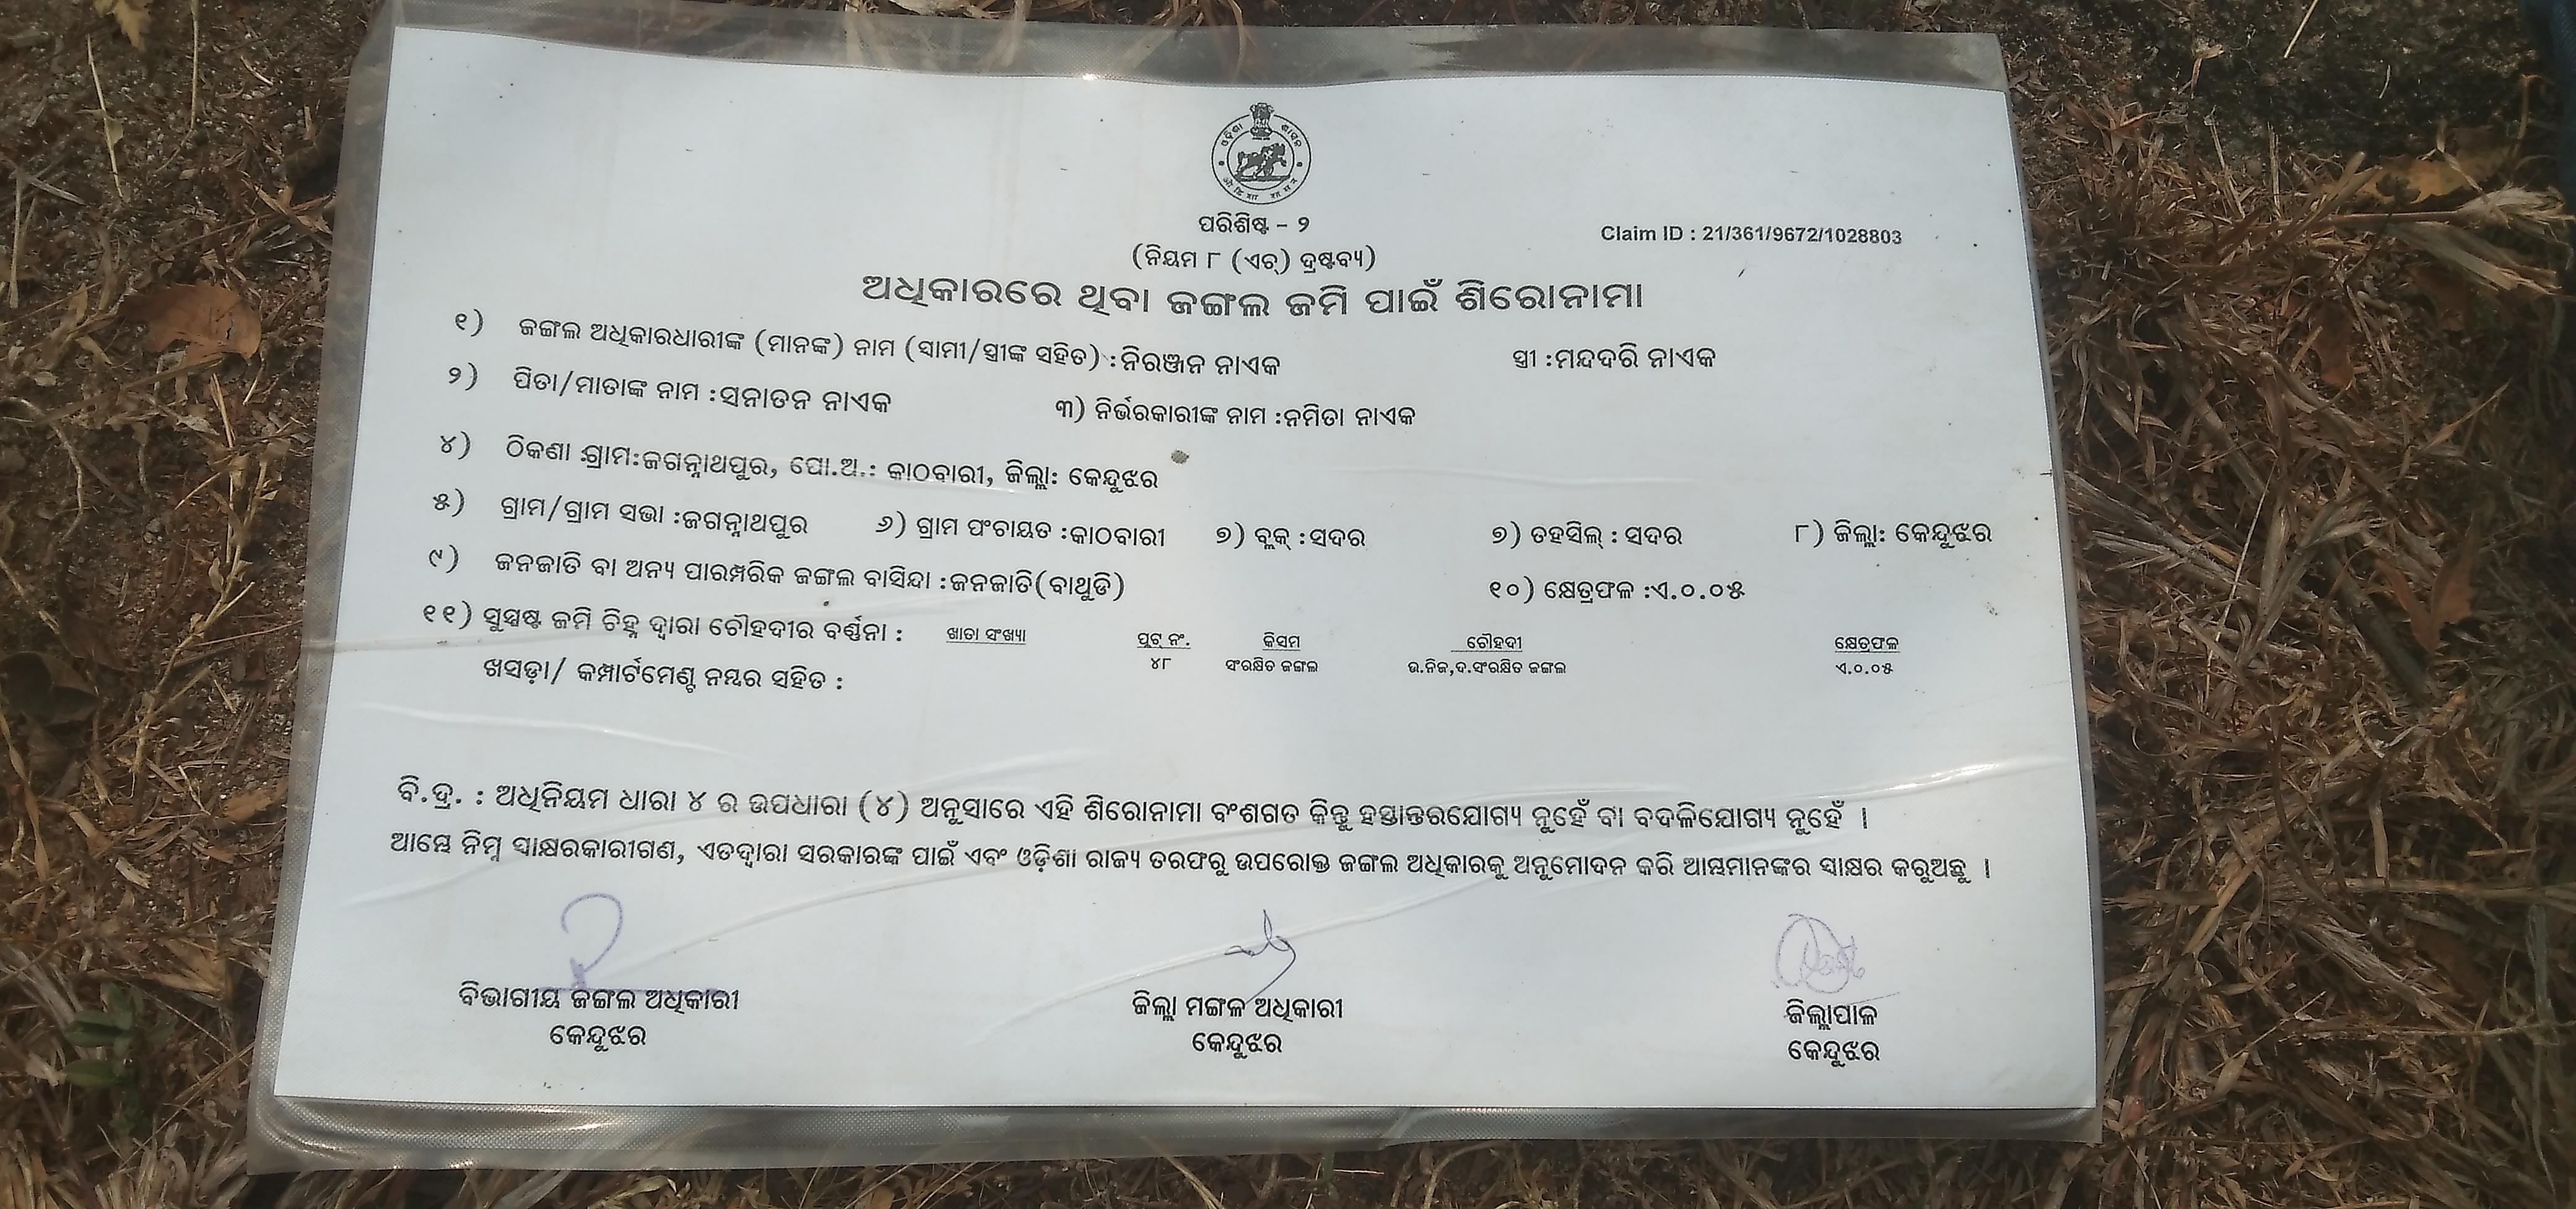 ଓଡ଼ିଶା ଶାସନ
ପରିଶିଷ୍ଟ - ୨
Claim ID : 21/361/9672/1028803
(ନିୟମ ୮ (ଏଚ୍) ଦ୍ରଷ୍ଟବ୍ୟ)
ଅଧିକାରରେ ଥିବା ଜଙ୍ଗଲ ଜମି ପାଇଁ ଶିରୋନାମା
୧) ଜଙ୍ଗଲ ଅଧିକାରଧାରୀଙ୍କ (ମାନଙ୍କ) ନାମ (ସାମୀ/ସ୍ତ୍ରୀଙ୍କ ସହିତ) :ନିରଞ୍ଜନ ନାଏକ ସ୍ତ୍ରୀ :ମନ୍ଦଦରି ନାଏକ
୨) ପିତା/ମାତାଙ୍କ ନାମ :ସନାତନ ନାଏକ ୩) ନିର୍ଭରକାରୀଙ୍କ ନାମ :ନମିତା ନାଏକ
୪) ଠିକଣା :ଗ୍ରାମ:ଜଗନ୍ନାଥପୁର, ପୋ.ଅ.: କାଠବାରୀ, ଜିଲ୍ଲା: କେନ୍ଦୁଝର
୫) ଗ୍ରାମ/ଗ୍ରାମ ସଭା :ଜଗନ୍ନାଥପୁର ୬) ଗ୍ରାମ ପଂଚାୟତ :କାଠବାରୀ ୭) ବ୍ଲକ୍ :ସଦର ୭) ତହସିଲ୍ : ସଦର ୮) ଜିଲ୍ଲା: କେନ୍ଦୁଝର
୯) ଜନଜାତି ବା ଅନ୍ୟ ପାରମ୍ପରିକ ଜଙ୍ଗଲ ବାସିନ୍ଦା :ଜନଜାତି(ବାଥୁଡି) ୧୦) କ୍ଷେତ୍ରଫଳ :ଏ.୦.୦୫
୧୧) ସୁସ୍ପଷ୍ଟ ଜମି ଚିହ୍ନ ଦ୍ୱାରା ଚୌହଦୀର ବର୍ଣ୍ଣନା : ଖାତା ସଂଖ୍ୟା ପ୍ଲଟ୍ ନଂ. କିସମ ଚୌହଦୀ କ୍ଷେତ୍ରଫଳ
୪୮ ସଂରକ୍ଷିତ ଜଙ୍ଗଲ ଉ.ନିଜ,ଦ.ସଂରକ୍ଷିତ ଜଙ୍ଗଲ ଏ.୦.୦୫
ଖସଡ଼ା/ କମ୍ପାର୍ଟମେଣ୍ଟ ନମ୍ବର ସହିତ :
ବି.ଦ୍ର. : ଅଧିନିୟମ ଧାରା ୪ ର ଉପଧାରା (୪) ଅନୁସାରେ ଏହି ଶିରୋନାମା ବଂଶଗତ କିନ୍ତୁ ହସ୍ତାନ୍ତରଯୋଗ୍ୟ ନୁହେଁ ବା ବଦଳିଯୋଗ୍ୟ ନୁହେଁ ।
ଆମ୍ଭେ ନିମ୍ନ ସ୍ୱାକ୍ଷରକାରୀଗଣ, ଏତଦ୍ୱାରା ସରକାରଙ୍କ ପାଇଁ ଏବଂ ଓଡ଼ିଶା ରାଜ୍ୟ ତରଫରୁ ଉପରୋକ୍ତ ଜଙ୍ଗଲ ଅଧିକାରକୁ ଅନୁମୋଦନ କରି ଆମ୍ଭମାନଙ୍କର ସ୍ୱାକ୍ଷର କରୁଅଛୁ ।
ବିଭାଗୀୟ ଜଙ୍ଗଲ ଅଧିକାରୀ ଜିଲ୍ଲା ମଙ୍ଗଳ ଅଧିକାରୀ ଜିଲ୍ଲାପାଳ
କେନ୍ଦୁଝର କେନ୍ଦୁଝର କେନ୍ଦୁଝର